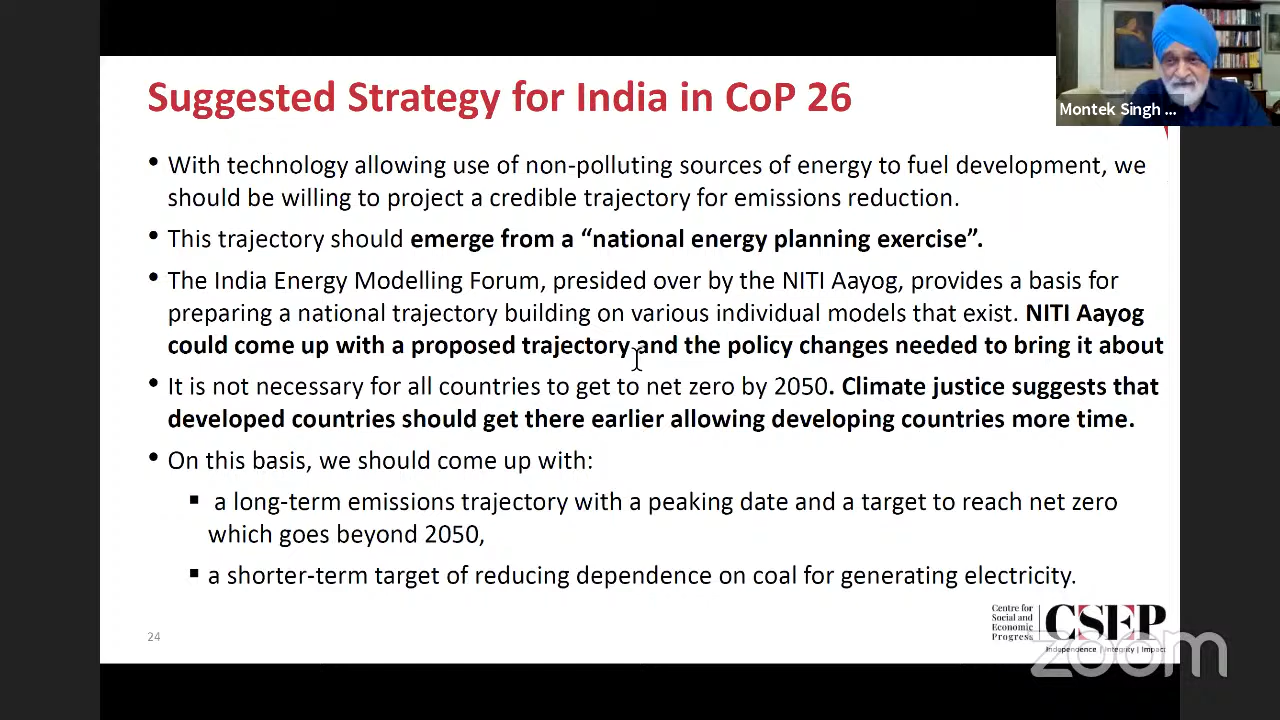 Suggested Strategy for India in CoP 26
Montek Singh ...
• With technology allowing use of non-polluting sources of energy to fuel development, we
should be willing to project a credible trajectory for emissions reduction.
• This trajectory should emerge from a “national energy planning exercise”.
• The India Energy Modelling Forum, presided over by the NITI Aayog, provides a basis for
preparing a national trajectory building on various individual models that exist. NITI Aayog
could come up with a proposed trajectory and the policy changes needed to bring it about
• It is not necessary for all countries to get to net zero by 2050. Climate justice suggests that
developed countries should get there earlier allowing developing countries more time.
• On this basis, we should come up with:
▪ a long-term emissions trajectory with a peaking date and a target to reach net zero
which goes beyond 2050,
▪ a shorter-term target of reducing dependence on coal for generating electricity.
24
Centre for
Social and
Economic
Progress
CSEP
Independence | Integrity | Impact
zoom